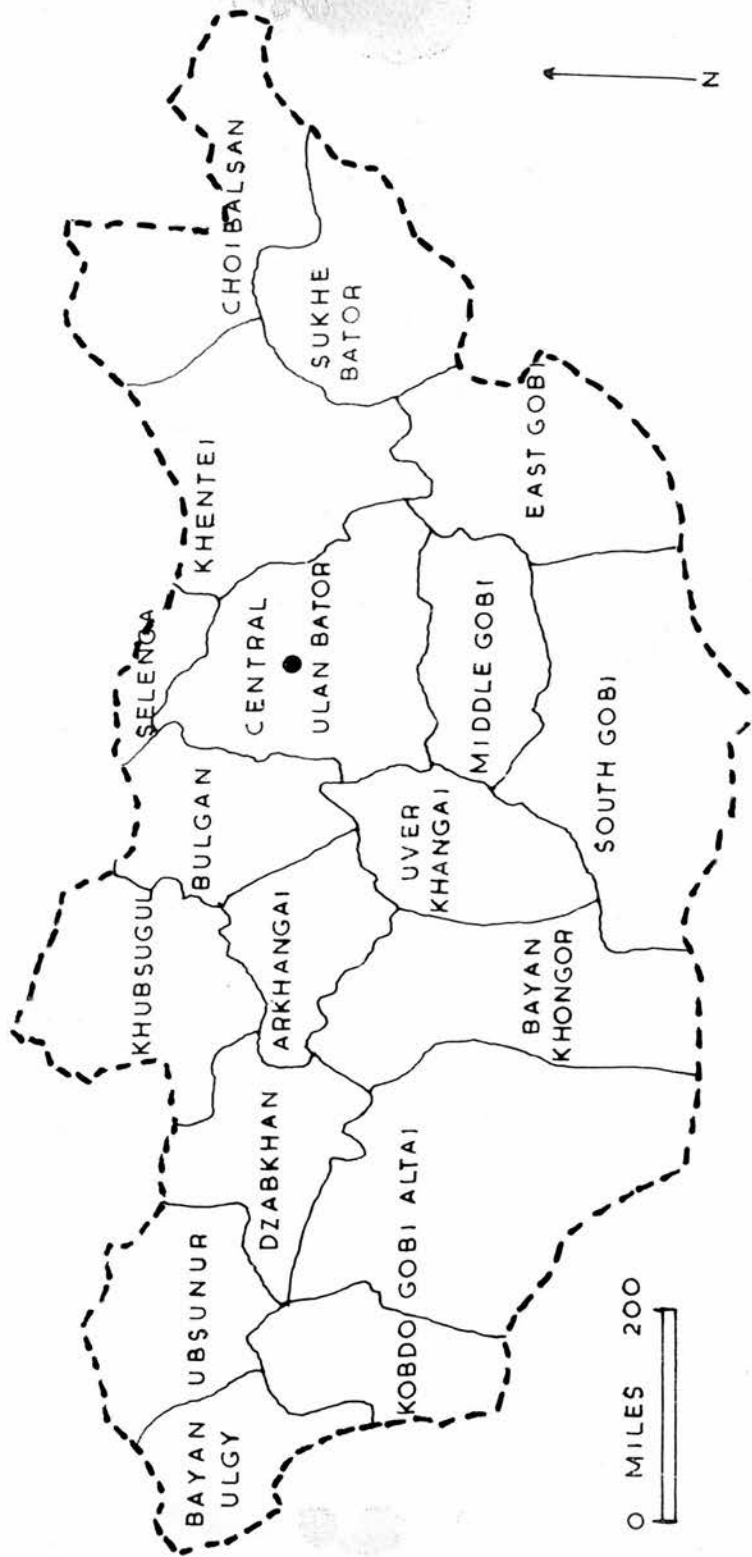 KHUBSUGUL
SELENGA
KHENTEI
CHOIBALSAN
BAYAN
ULGY
UBSUNUR
DZABKHAN
ARKHANGAI
BULGAN
CENTRAL
ULAN BATOR
SUKHE
BATOR
KOBDO
GOBI ALTAI
BAYAN
KHONGOR
UVER
KHANGAI
MIDDLE GOBI
EAST GOBI
SOUTH GOBI
0 MILES 200
N